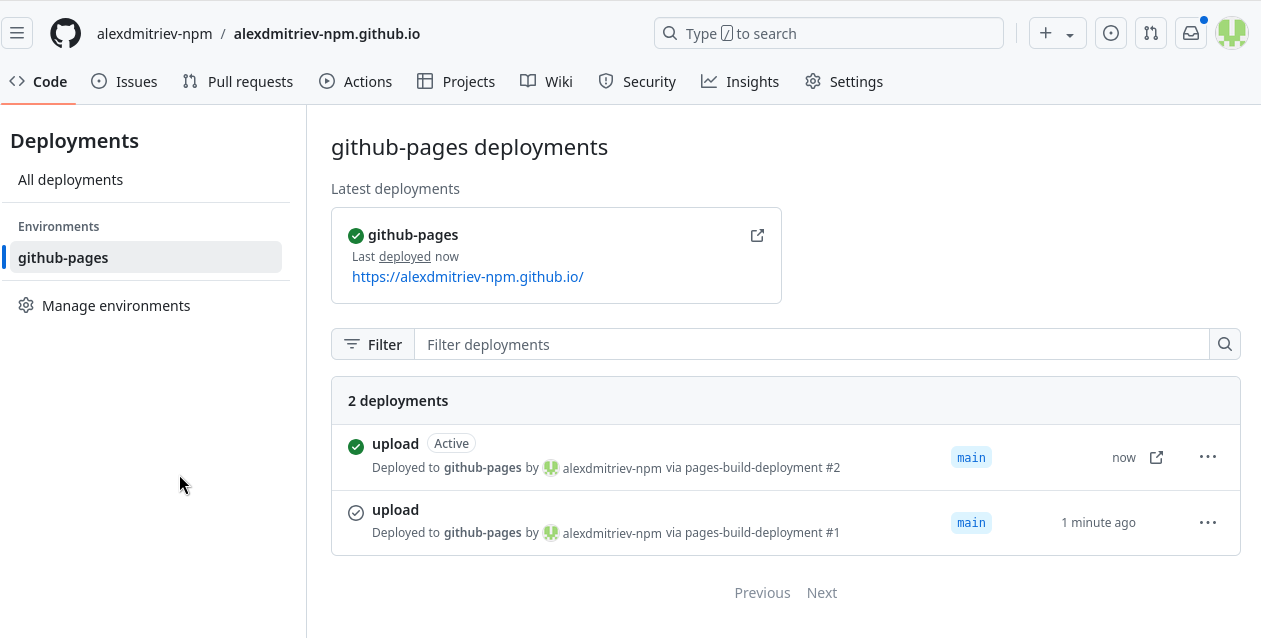 alexdmitriev-npm / alexdmitriev-npm.github.io
Type / to search
Code Issues Pull requests Actions Projects Wiki Security Insights Settings
Deployments
All deployments
Environments
github-pages
Manage environments
github-pages deployments
Latest deployments
github-pages
Last deployed now
https://alexdmitriev-npm.github.io/
Filter Filter deployments
2 deployments
upload Active
Deployed to github-pages by alexdmitriev-npm via pages-build-deployment #2
main now
upload
Deployed to github-pages by alexdmitriev-npm via pages-build-deployment #1
main 1 minute ago
Previous Next